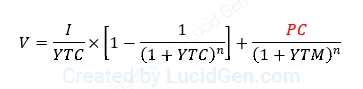 V = I/YTC × [1 − 1/(1 + YTC)ⁿ] + PC/(1 + YTM)ⁿ
Created by LucidGen.com